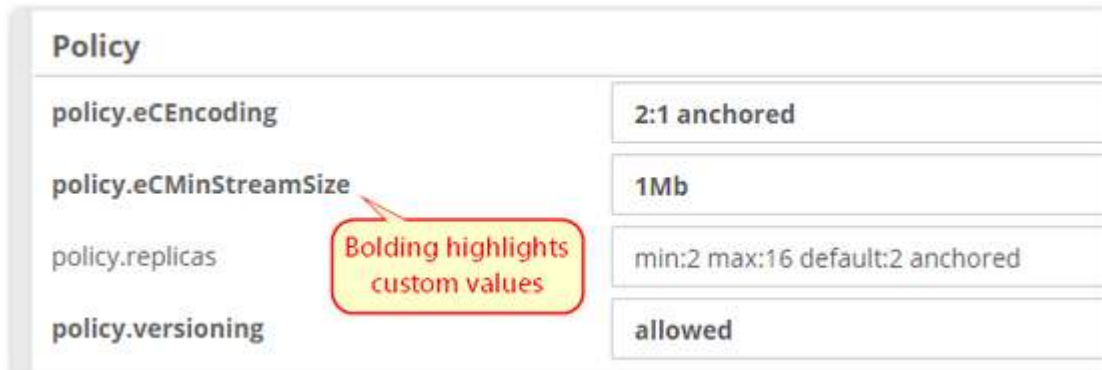 Policy
policy.eCEncoding
2:1 anchored
policy.eCMinStreamSize
1Mb
Bolding highlights
custom values
policy.replicas
min:2 max:16 default:2 anchored
policy.versioning
allowed